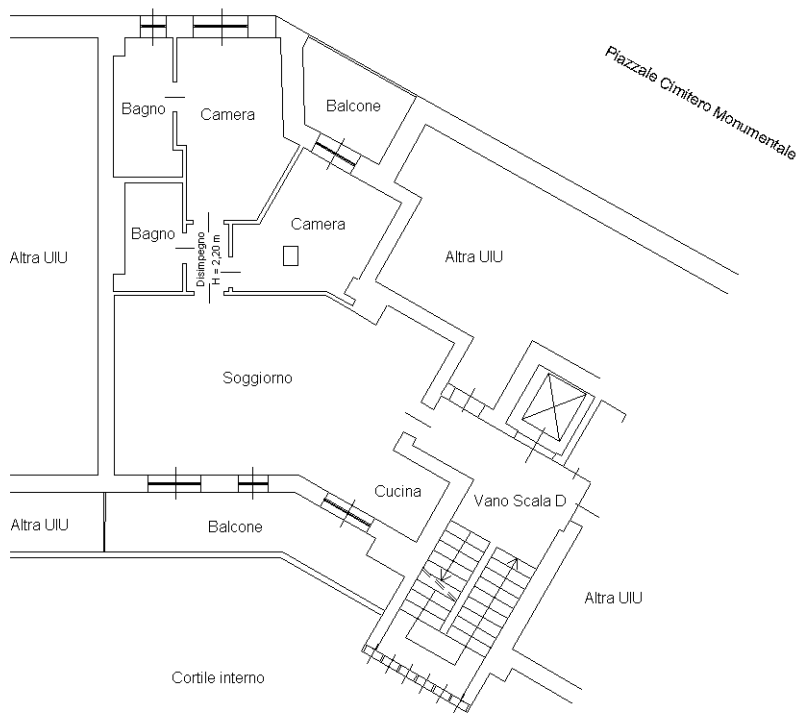 Piazzale Cimitero Monumentale
Bagno
Camera
Balcone
Altra UIU
Bagno
Disimpegno
H = 2,20 m
Camera
Altra UIU
Soggiorno
Cucina
Vano Scala D
Altra UIU
Balcone
Altra UIU
Cortile interno